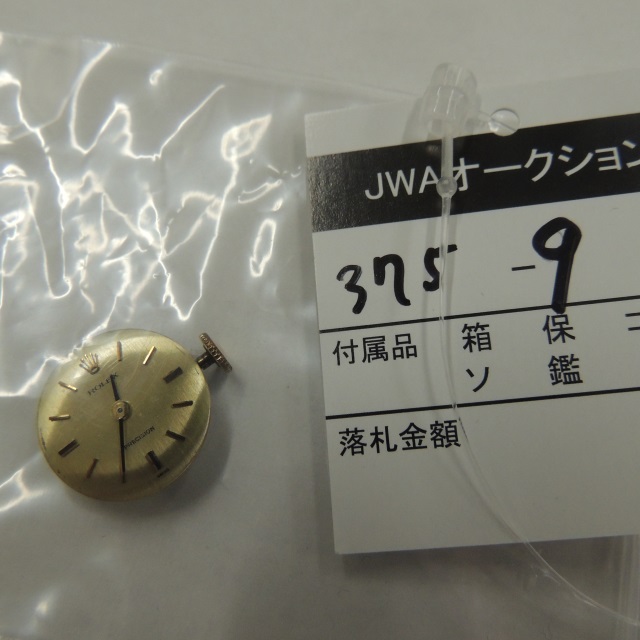 ROLEX
JWAオークション
375 -9
付属品 箱 保
ソ 鑑
落札金額